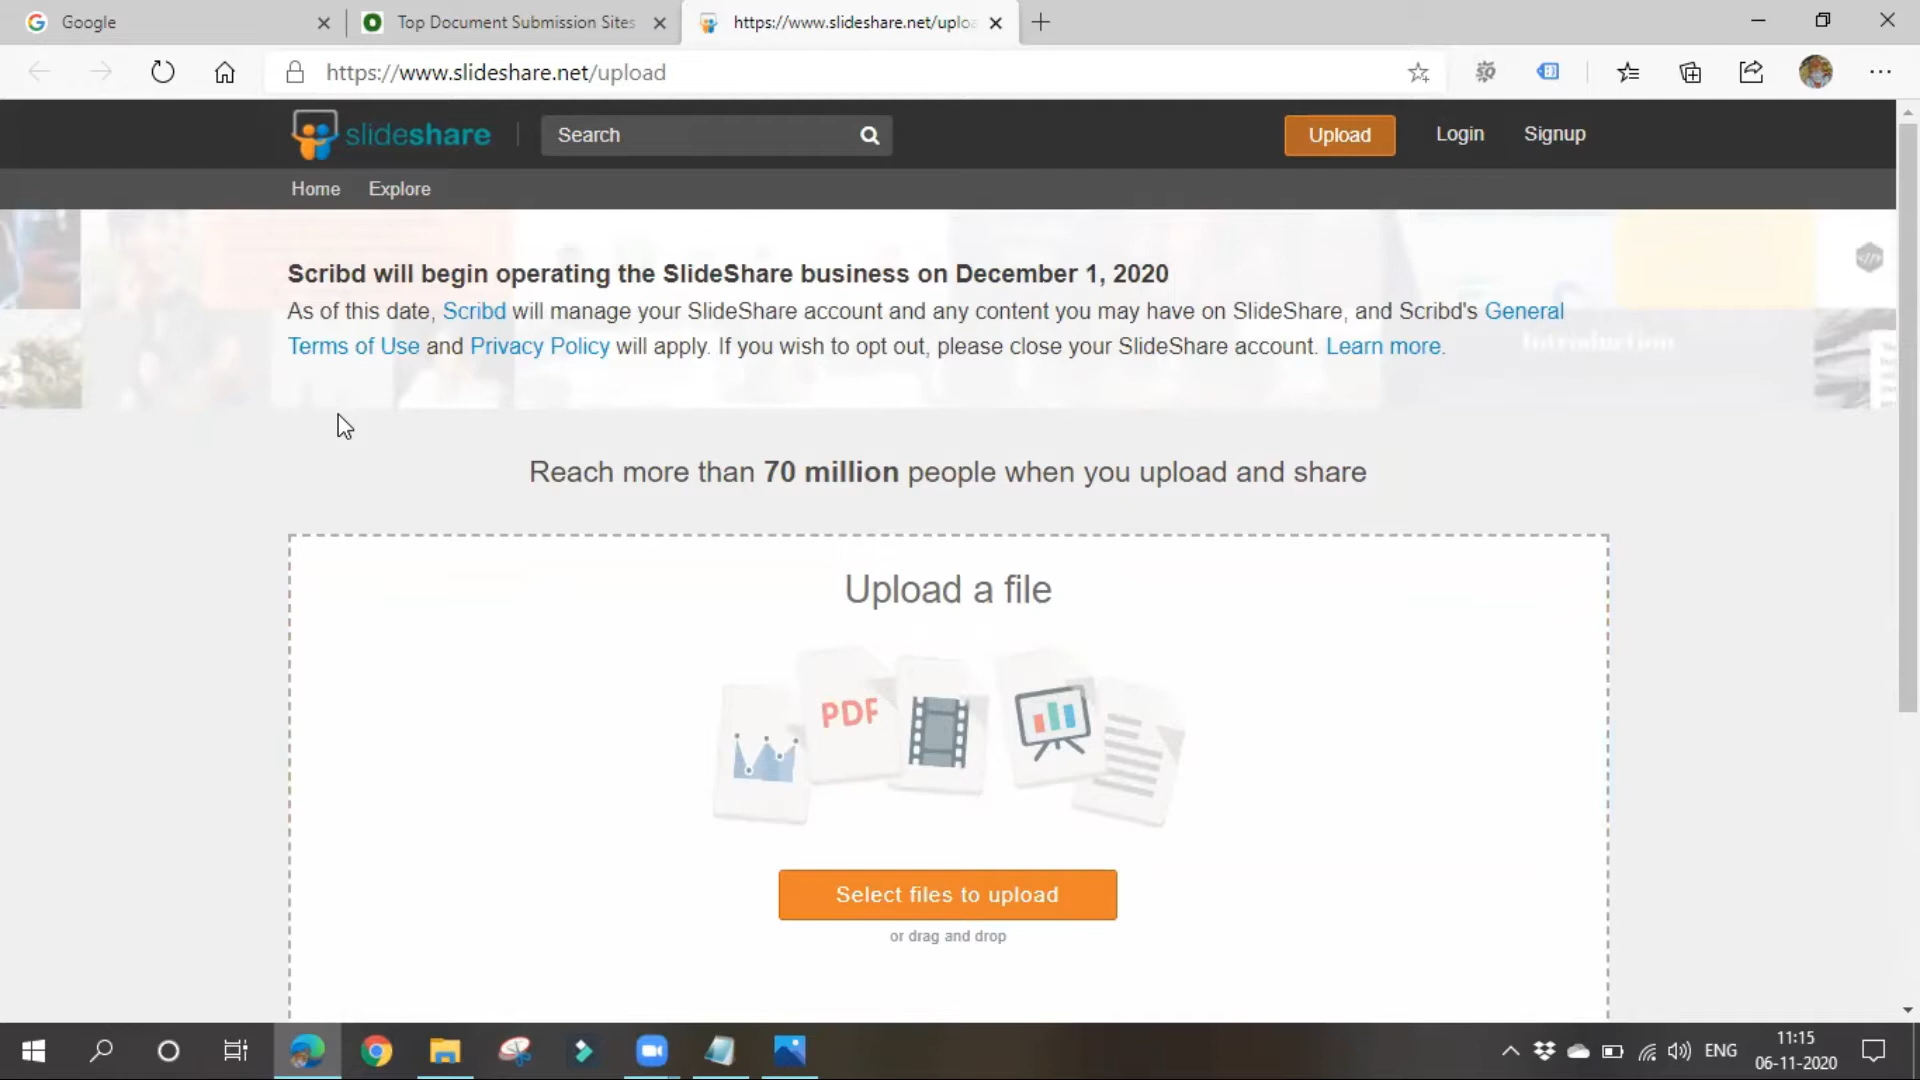 Google
Top Document Submission Sites
https://www.slideshare.net/uplo
https://www.slideshare.net/upload
slideshare
Search
Upload
Login
Signup
Home
Explore
Scribd will begin operating the SlideShare business on December 1, 2020
As of this date, Scribd will manage your SlideShare account and any content you may have on SlideShare, and Scribd's General
Terms of Use and Privacy Policy will apply. If you wish to opt out, please close your SlideShare account. Learn more.
Introduction
Reach more than 70 million people when you upload and share
Upload a file
PDF
Select files to upload
or drag and drop
ENG
11:15
06-11-2020